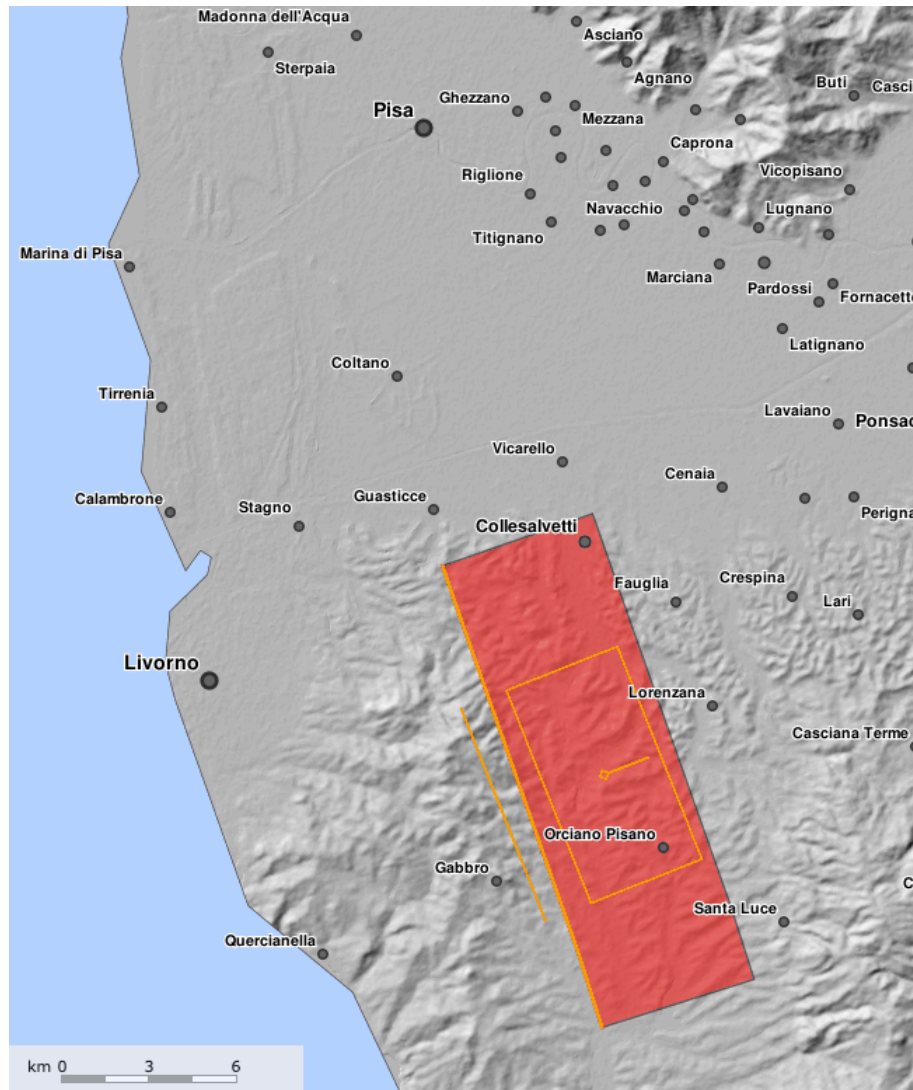 Madonna dell'Acqua
Asciano
Sterpaia
Agnano
Buti
Casci
Ghezzano
Pisa
Mezzana
Caprona
Vicopisano
Riglione
Navacchio
Lugnano
Titignano
Marina di Pisa
Marciana
Pardossi
Fornacette
Latignano
Coltano
Tirrenia
Lavaiano
Ponsac
Vicarello
Cenaia
Calambrone
Stagno
Guasticce
Perigna
Collesalvetti
Fauglia
Crespina
Lari
Livorno
Lorenzana
Casciana Terme
Orciano Pisano
Gabbro
C
Santa Luce
Quercianella
km 0 3 6